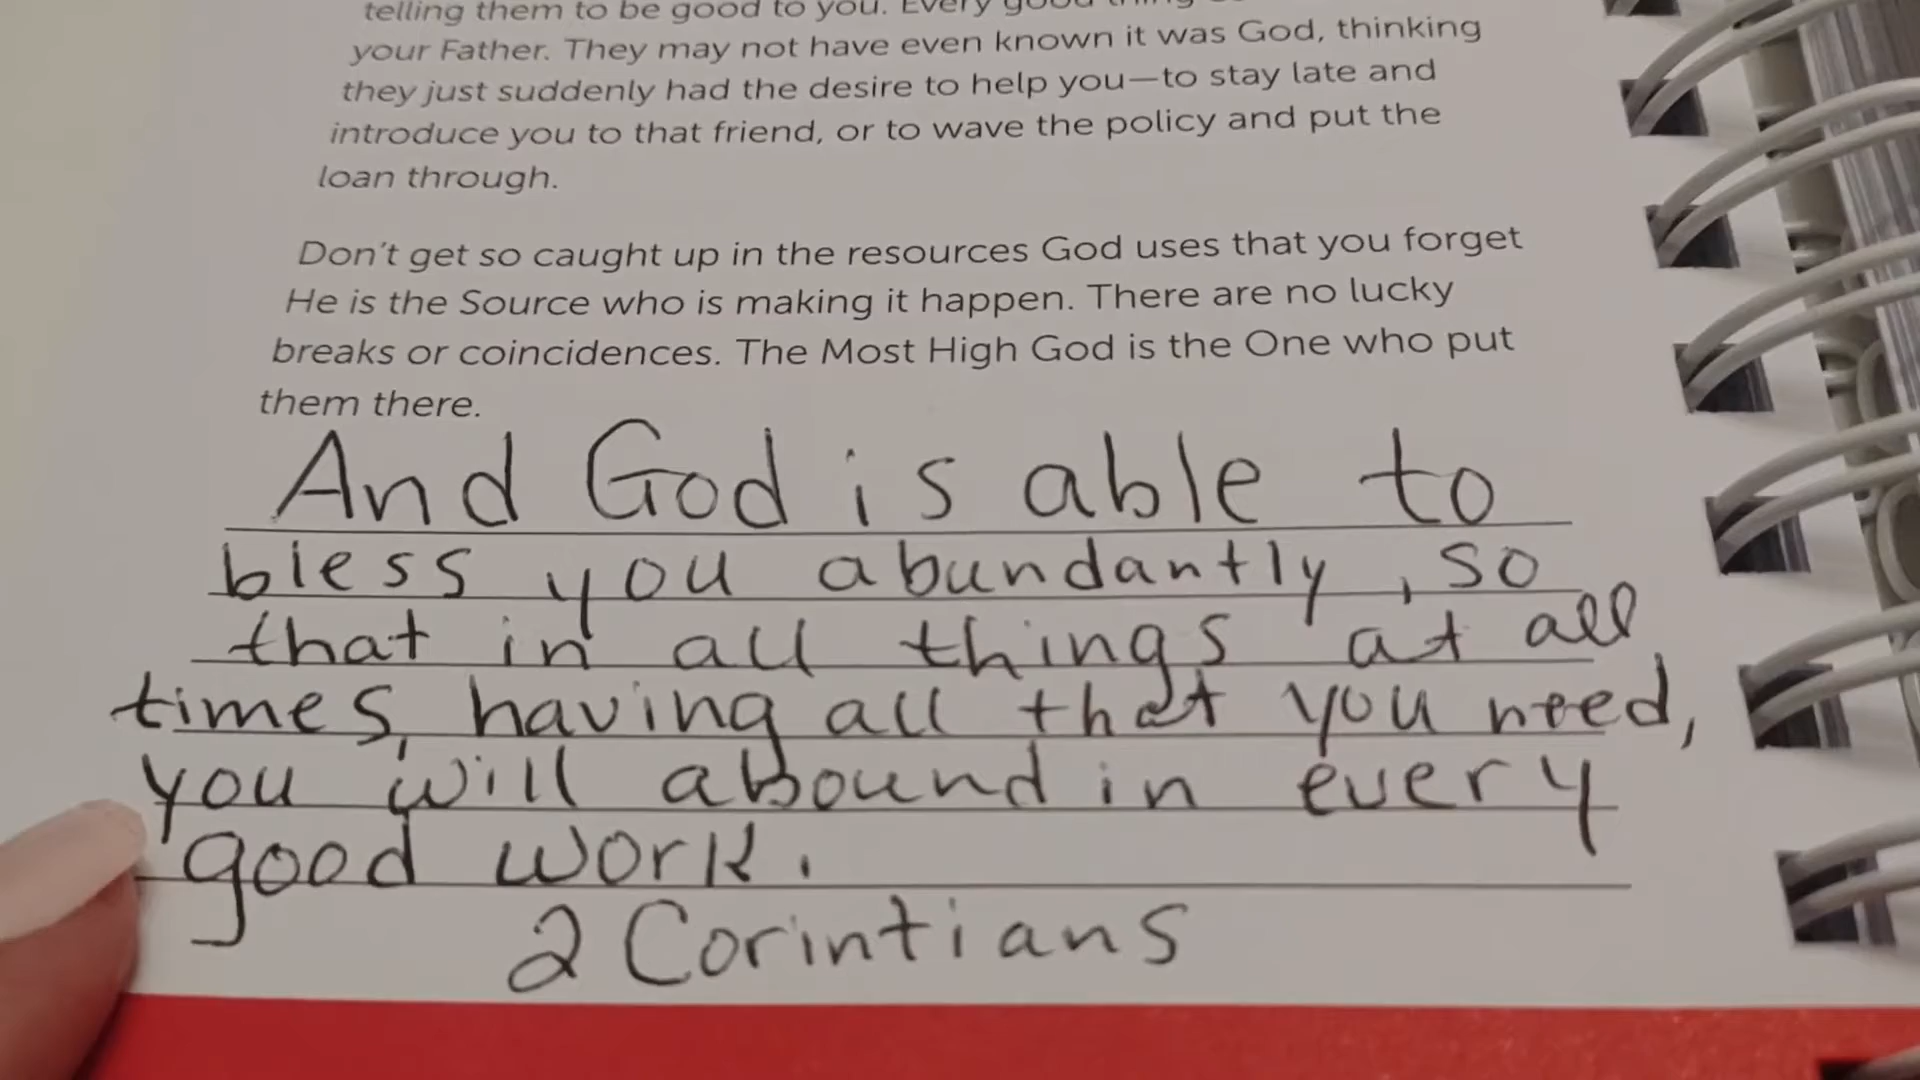 telling them to be good to you. Every good thing
your Father. They may not have even known it was God, thinking
they just suddenly had the desire to help you—to stay late and
introduce you to that friend, or to wave the policy and put the
loan through.
Don't get so caught up in the resources God uses that you forget
He is the Source who is making it happen. There are no lucky
breaks or coincidences. The Most High God is the One who put
them there.
And God is able to
bless you abundantly, so
that in all things at all
times, having all that you need,
you will abound in every
good work.
2 Corintians